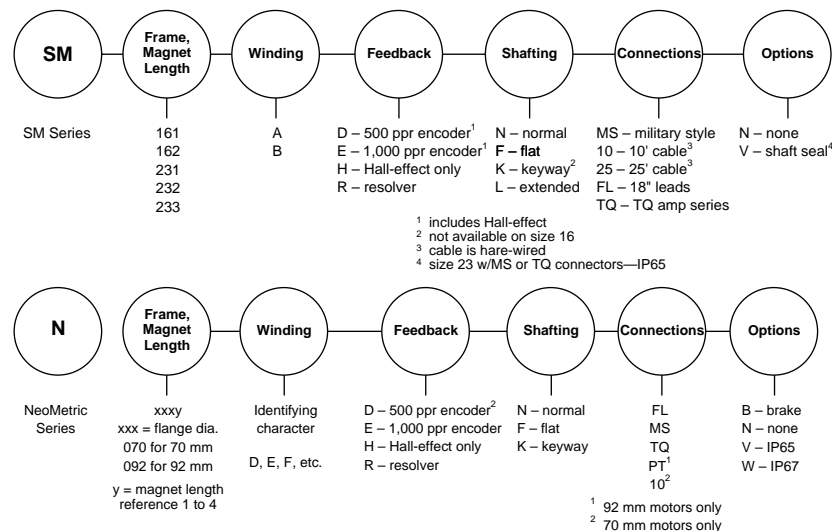 SM
Frame,
Magnet
Length
Winding
Feedback
Shafting
Connections
Options
SM Series
161
162
231
232
233
A
B
D – 500 ppr encoder¹
E – 1,000 ppr encoder¹
H – Hall-effect only
R – resolver
N – normal
F – flat
K – keyway²
L – extended
MS – military style
10 – 10' cable³
25 – 25' cable³
FL – 18" leads
TQ – TQ amp series
N – none
V – shaft seal⁴
¹ includes Hall-effect
² not available on size 16
³ cable is hare-wired
⁴ size 23 w/MS or TQ connectors—IP65
N
Frame,
Magnet
Length
Winding
Feedback
Shafting
Connections
Options
NeoMetric
Series
xxxy
xxx = flange dia.
070 for 70 mm
092 for 92 mm
y = magnet length
reference 1 to 4
Identifying
character
D, E, F, etc.
D – 500 ppr encoder²
E – 1,000 ppr encoder
H – Hall-effect only
R – resolver
N – normal
F – flat
K – keyway
FL
MS
TQ
PT¹
10²
B – brake
N – none
V – IP65
W – IP67
¹ 92 mm motors only
² 70 mm motors only